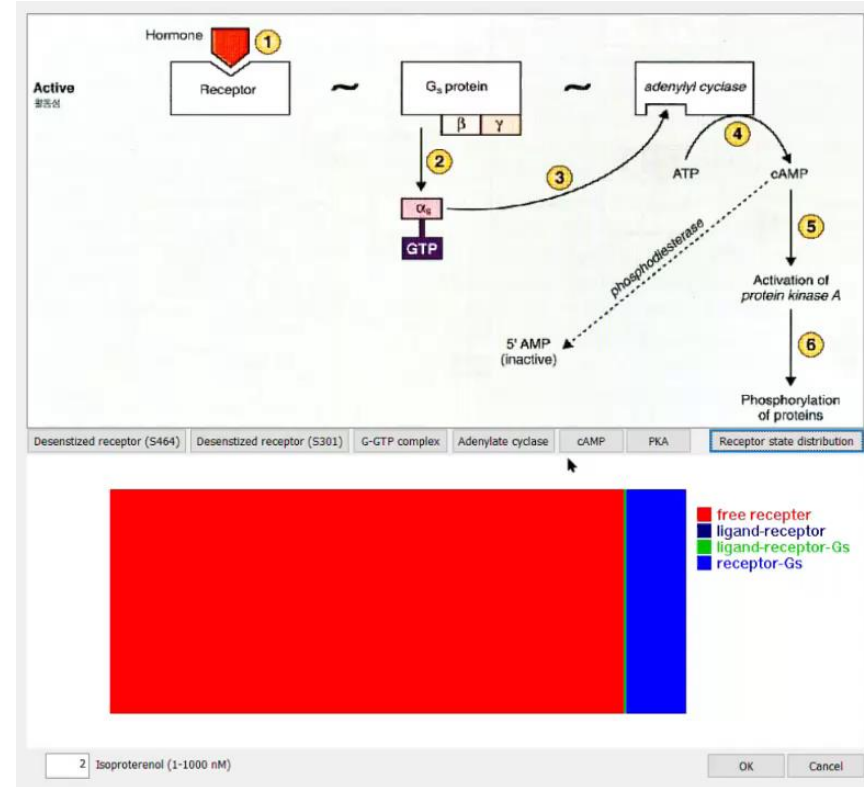 Hormone
1
Active
활동성
Receptor
~
Gs protein
~
adenylyl cyclase
β γ
2
3
4
ATP
cAMP
αs
GTP
phosphodiesterase
5
Activation of
protein kinase A
5' AMP
(inactive)
6
Phosphorylation
of proteins
Desenstized receptor (S464) Desenstized receptor (S301) G-GTP complex Adenylate cyclase cAMP PKA Receptor state distribution
free recepter
ligand-receptor
ligand-receptor-Gs
receptor-Gs
2 Isoproterenol (1-1000 nM) OK Cancel